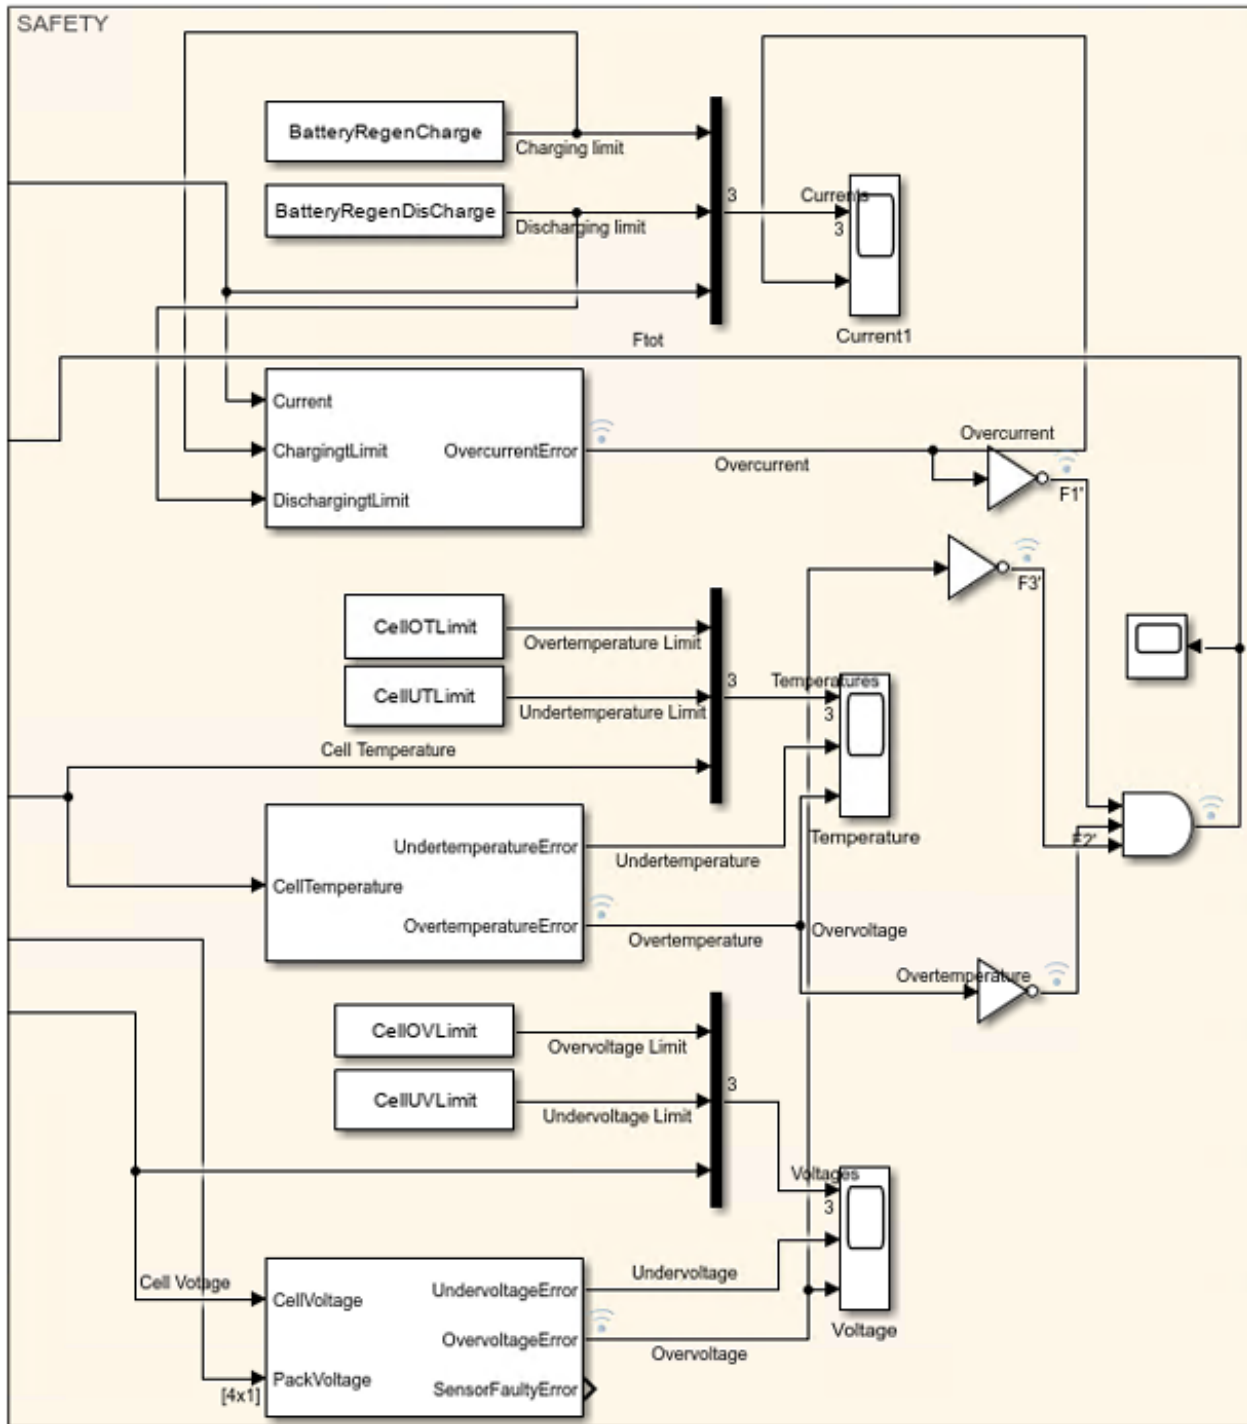 SAFETY
BatteryRegenCharge
Charging limit
BatteryRegenDisCharge
Discharging limit
3
Currents
3
Current1
Ftot
Current
ChargingtLimit
OvercurrentError
DischargingtLimit
Overcurrent
Overcurrent
F1'
F3'
CellOTLimit
Overtemperature Limit
CellUTLimit
Undertemperature Limit
3
Temperatures
3
Cell Temperature
Temperature
UndertemperatureError
Undertemperature
CellTemperature
OvertemperatureError
Overtemperature
Overvoltage
F2'
Overtemperature
CellOVLimit
Overvoltage Limit
CellUVLimit
Undervoltage Limit
3
Voltages
3
Voltage
Cell Votage
CellVoltage
UndervoltageError
Undervoltage
OvervoltageError
Overvoltage
PackVoltage
[4x1]
SensorFaultyError